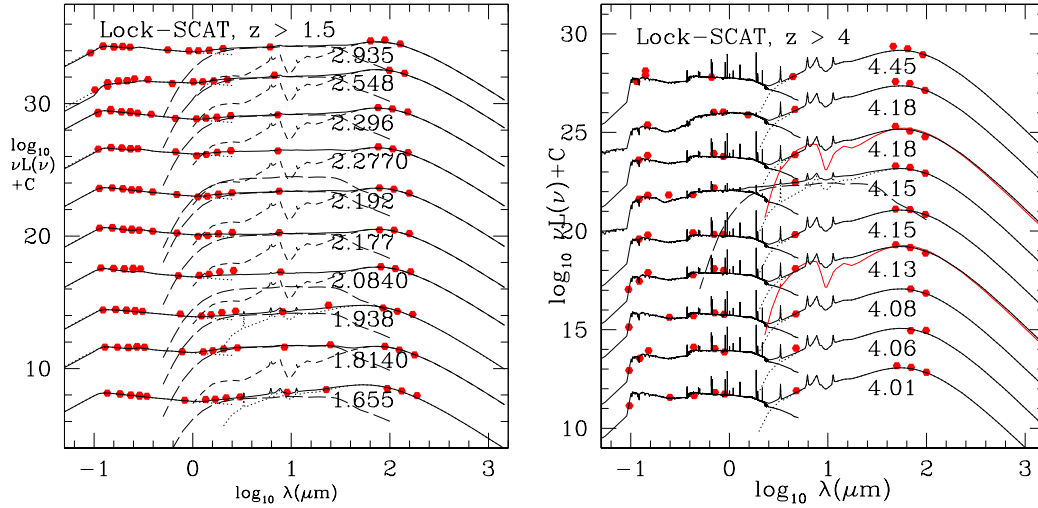 Lock-SCAT, z > 1.5
2.935
2.548
2.296
2.2770
2.192
2.177
2.0840
1.938
1.8140
1.655
30
20
10
log₁₀
νL(ν)
+C
−1 0 1 2 3
log₁₀ λ(μm)
Lock-SCAT, z > 4
4.45
4.18
4.18
4.15
4.15
4.13
4.08
4.06
4.01
30
25
20
15
10
log₁₀ νL(ν)+C
−1 0 1 2 3
log₁₀ λ(μm)